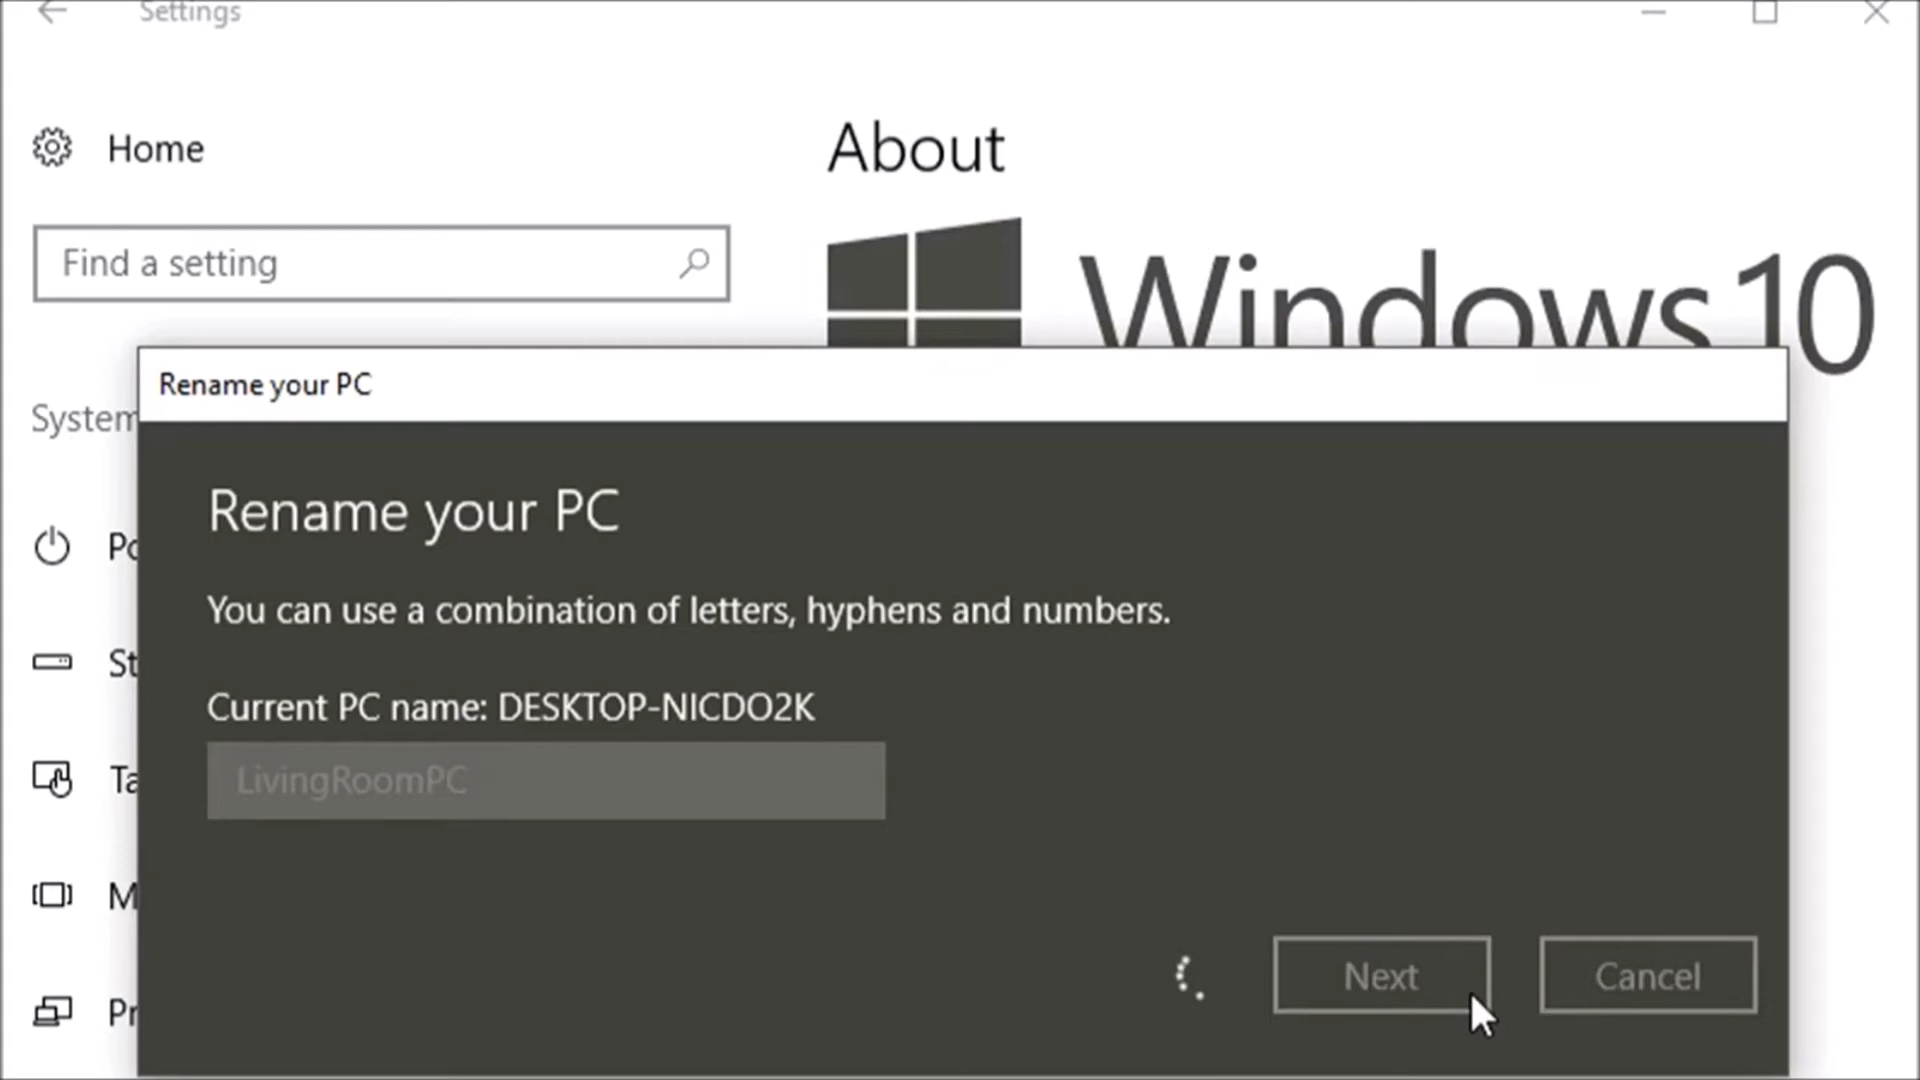 Settings
Home
About
Find a setting
Windows 10
Rename your PC
System
Rename your PC
Po
You can use a combination of letters, hyphens and numbers.
St
Current PC name: DESKTOP-NICDO2K
LivingRoomPC
Ta
M
Next
Cancel
Pr